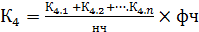 К₄ = (К₄.₁ + К₄.₂ + ⋯. К₄.n) / нч × фч